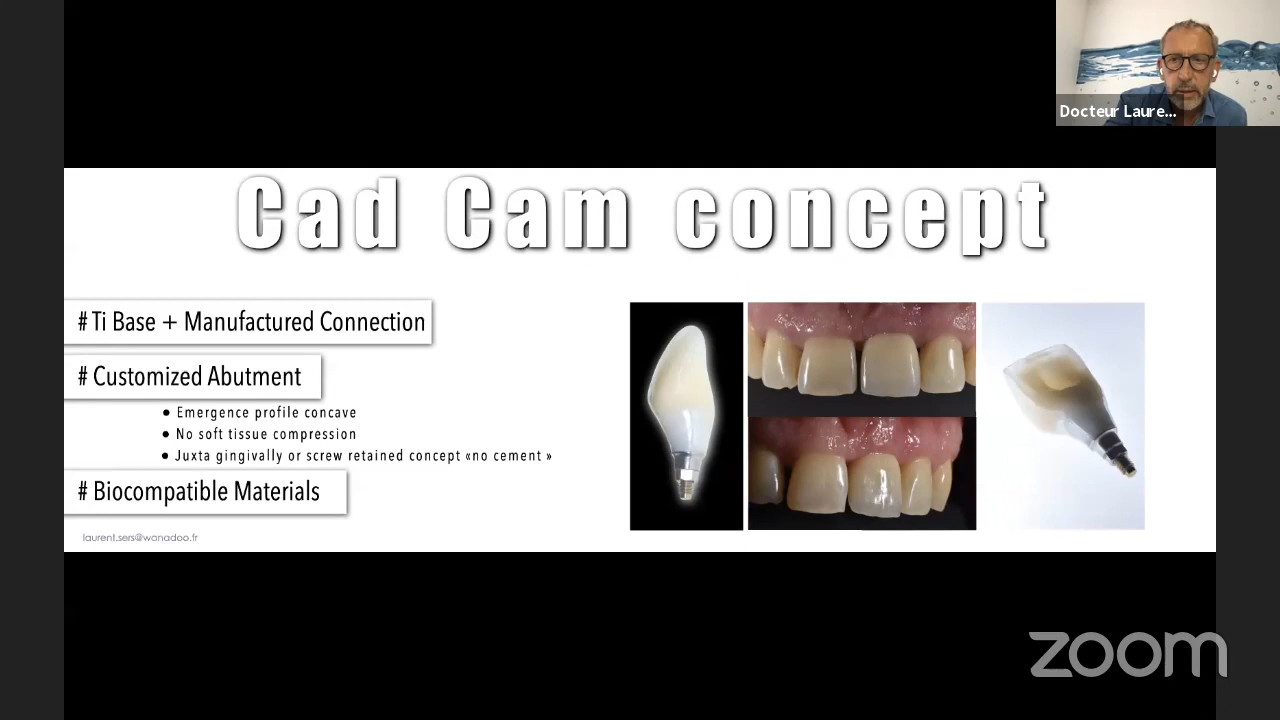 Docteur Laure...
Cad Cam concept
# Ti Base + Manufactured Connection
# Customized Abutment
● Emergence profile concave
● No soft tissue compression
● Juxta gingivally or screw retained concept «no cement »
# Biocompatible Materials
laurent.sers@wanadoo.fr
zoom